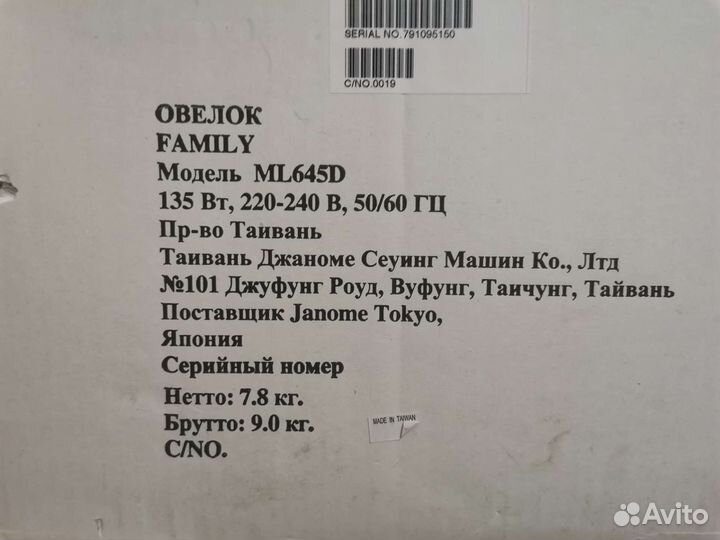 SERIAL NO.791095150
C/NO.0019
ОВЕЛОК
FAMILY
Модель ML645D
135 Вт, 220-240 В, 50/60 ГЦ
Пр-во Таивань
Таивань Джаноме Сеуинг Машин Ко., Лтд
№101 Джуфунг Роуд, Вуфунг, Таичунг, Тайвань
Поставщик Janome Tokyo,
Япония
Серийный номер
Нетто: 7.8 кг.
Брутто: 9.0 кг.
C/NO.
MADE IN TAIWAN
Avito